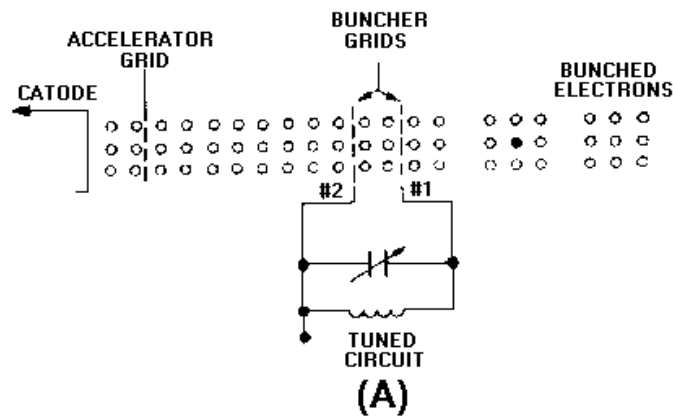 BUNCHER
GRIDS
ACCELERATOR
GRID
CATODE
BUNCHED
ELECTRONS
#2
#1
TUNED
CIRCUIT
(A)